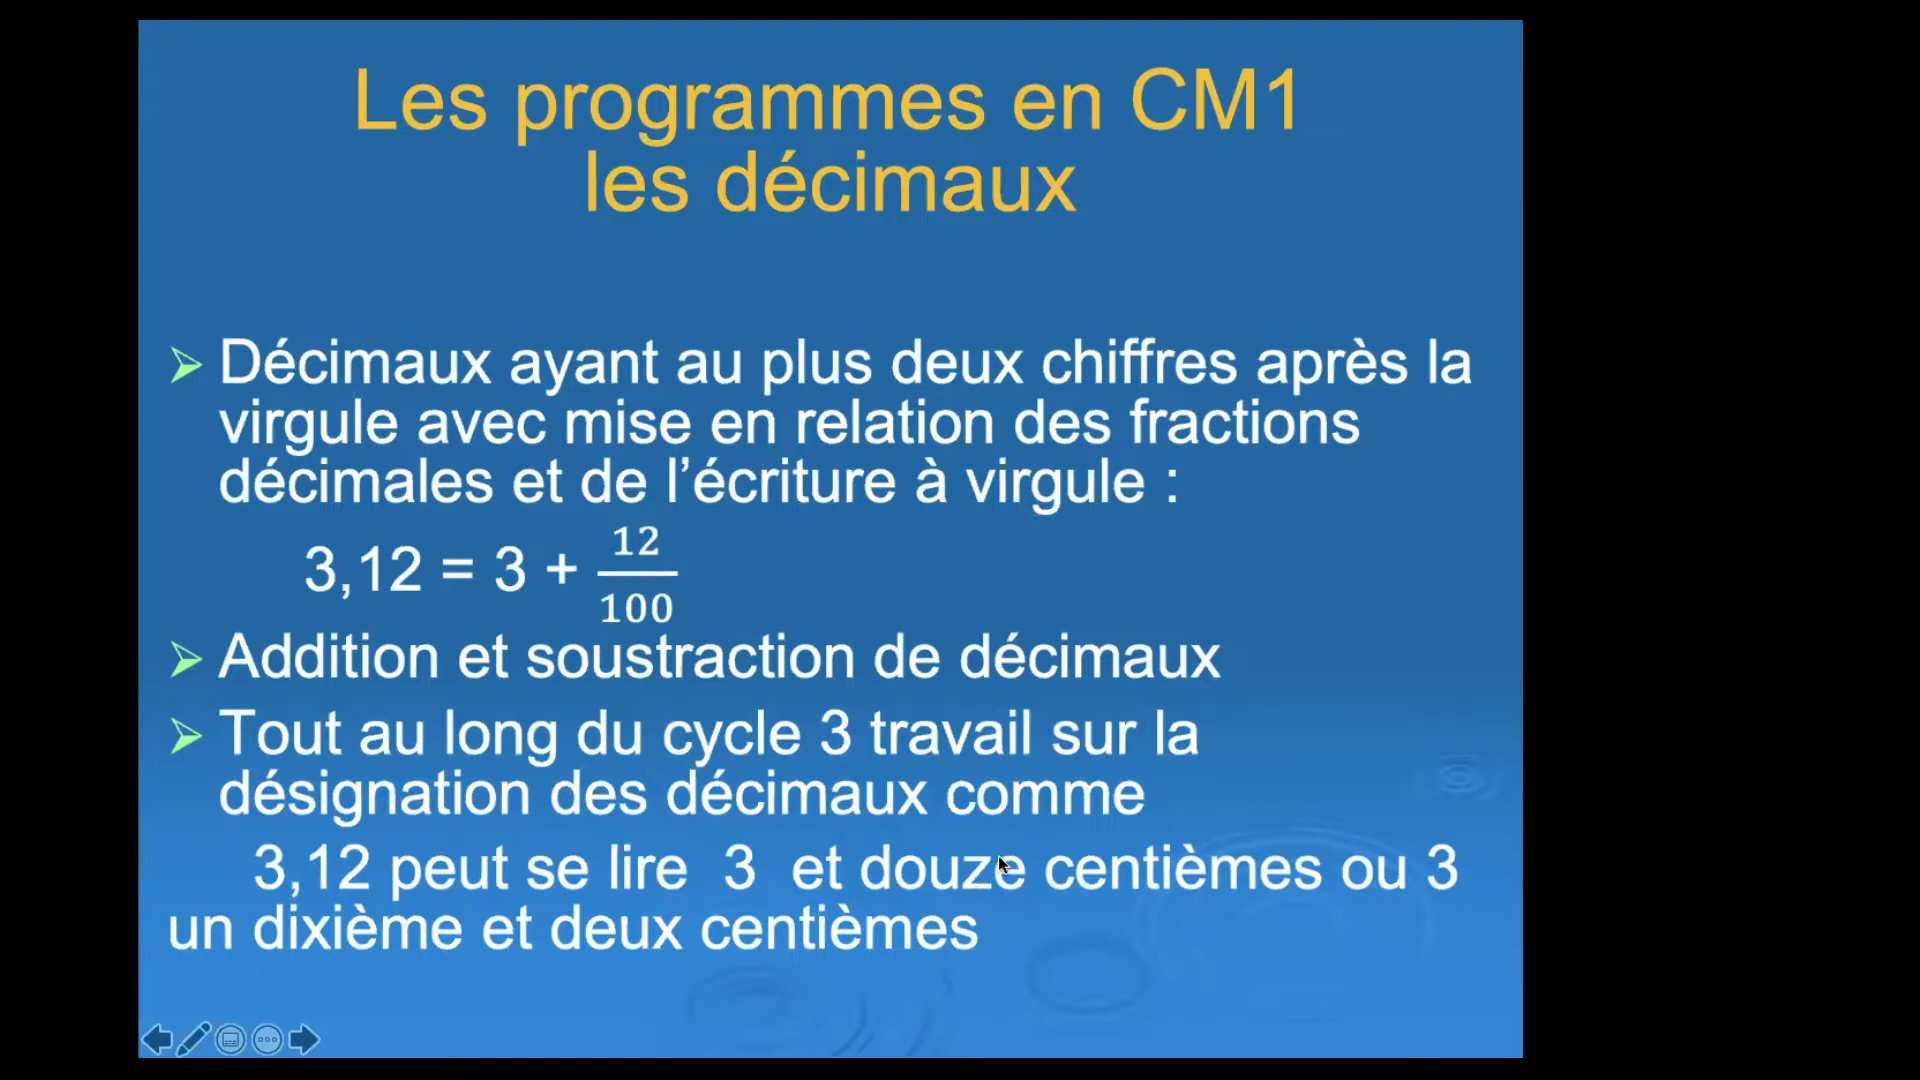 Les programmes en CM1
les décimaux
Décimaux ayant au plus deux chiffres après la
virgule avec mise en relation des fractions
décimales et de l’écriture à virgule :
3,12 = 3 + 12/100
Addition et soustraction de décimaux
Tout au long du cycle 3 travail sur la
désignation des décimaux comme
3,12 peut se lire 3 et douze centièmes ou 3
un dixième et deux centièmes